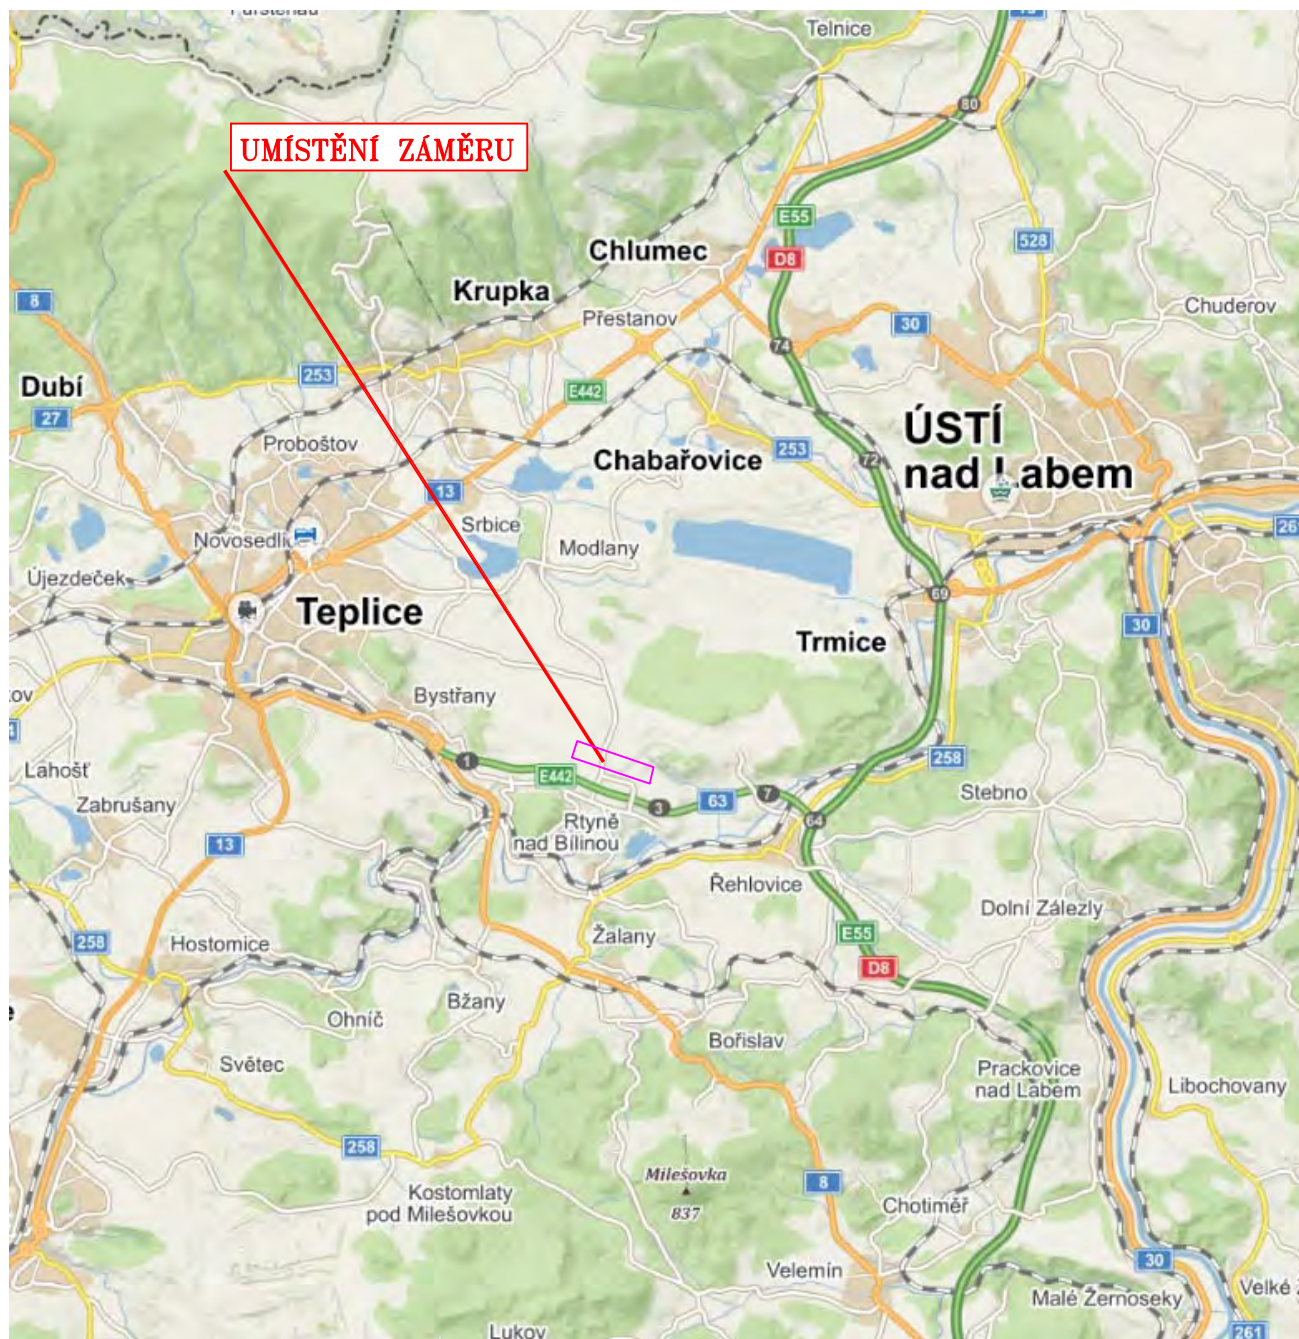 Telnice
80
UMÍSTĚNÍ ZÁMĚRU
E55
528
Chlumec
D8
Krupka
8
Chuderov
Přestanov
30
74
253
Dubí
E442
27
ÚSTÍ
nad Labem
Proboštov
253
Chabařovice
72
13
Srbice
261
Novosedlice
Modlany
Újezdeček
69
Teplice
30
Trmice
Bystřany
258
1
Lahošť
E442
7
Stebno
63
3
Zabrušany
Rtyně
nad Bílinou
64
13
Řehlovice
Dolní Zálezly
258
Hostomice
Žalany
E55
D8
Bžany
Ohníč
Bořislav
Světec
Prackovice
nad Labem
Libochovany
258
Milešovka
837
8
Kostomlaty
pod Milešovkou
Chotiměř
30
Velemín
Velké
Malé Žernoseky
Lukov
261